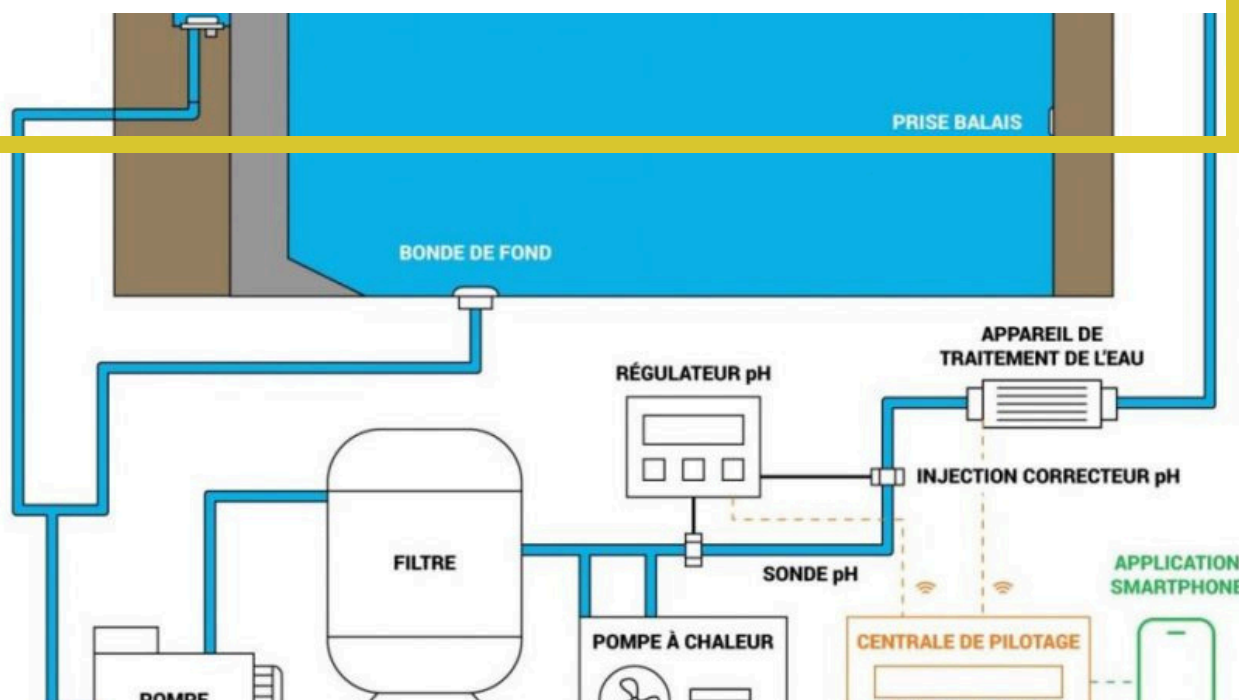 PRISE BALAIS
BONDE DE FOND
APPAREIL DE
TRAITEMENT DE L'EAU
RÉGULATEUR pH
INJECTION CORRECTEUR pH
FILTRE
SONDE pH
APPLICATION
SMARTPHONE
POMPE À CHALEUR
CENTRALE DE PILOTAGE
POMPE